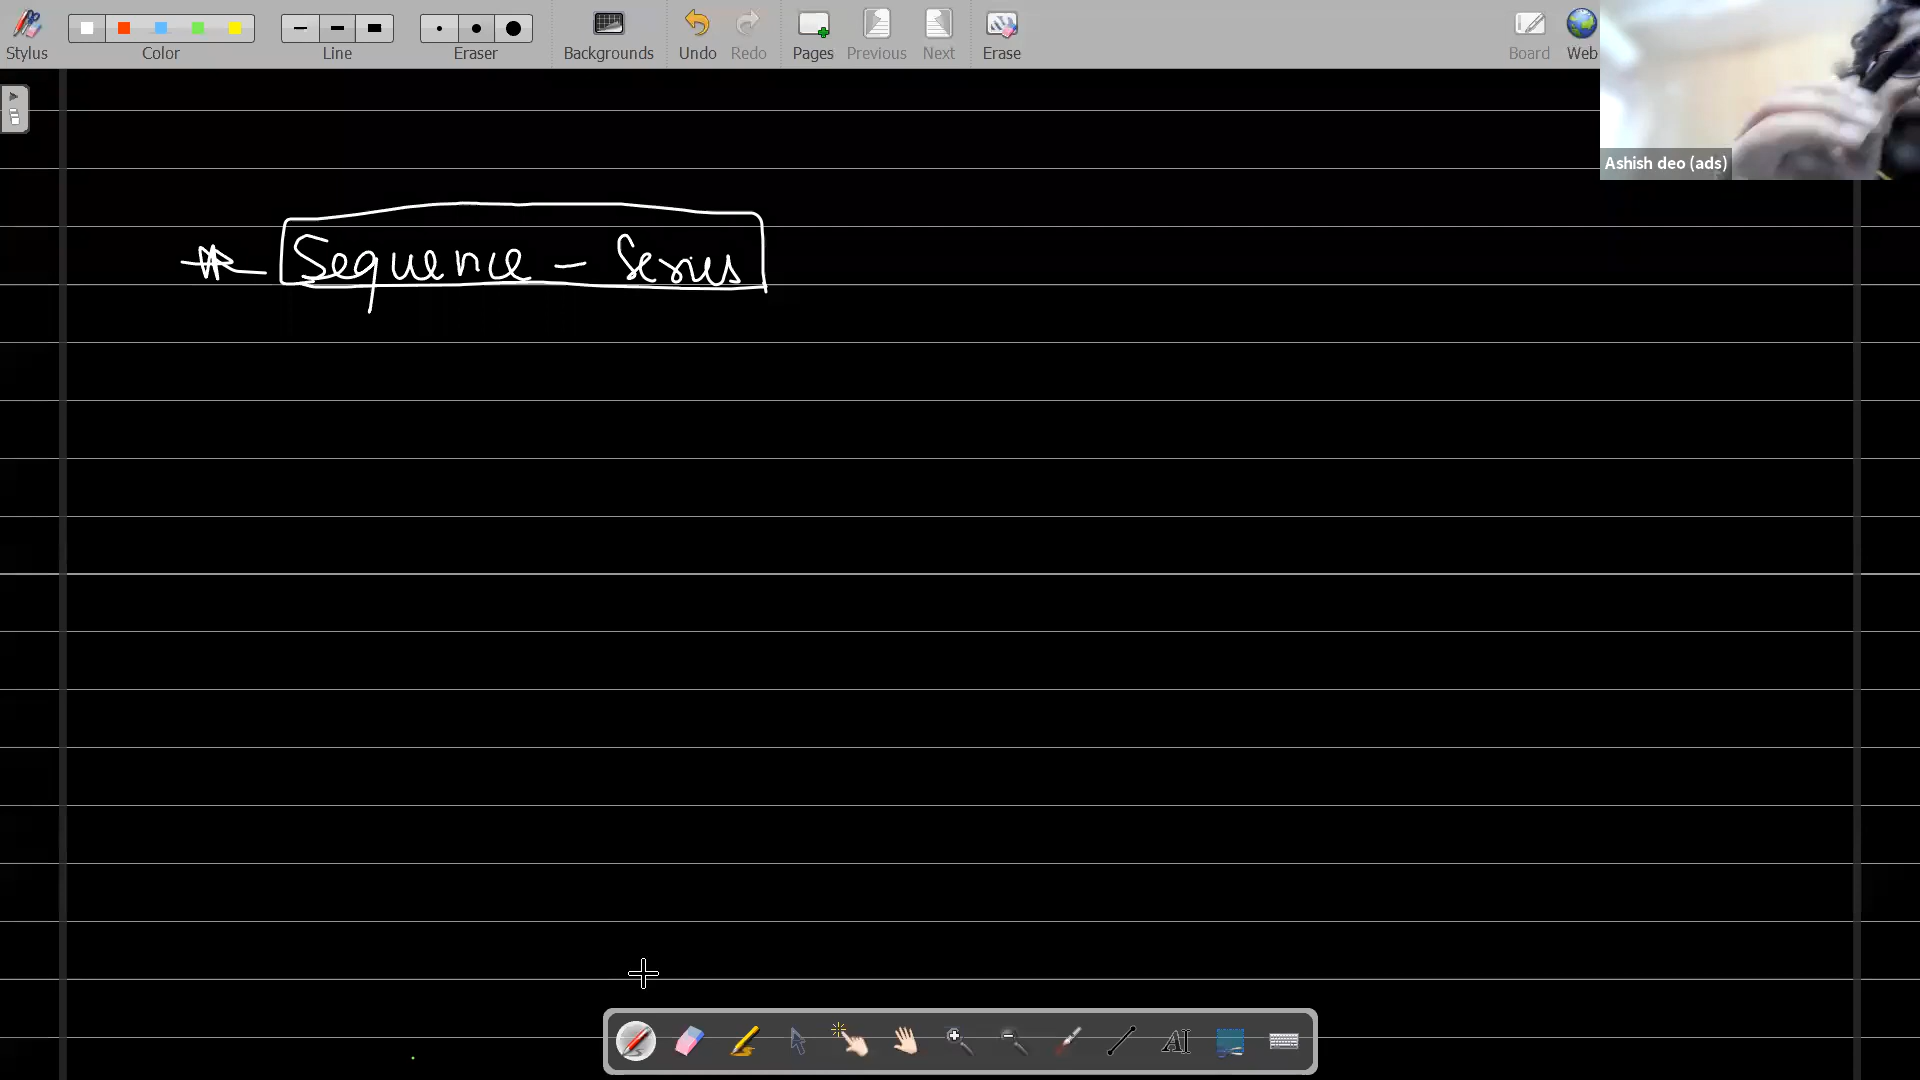 Stylus Color Line Eraser Backgrounds Undo Redo Pages Previous Next Erase Board Web
Ashish deo (ads)
Sequence - Series